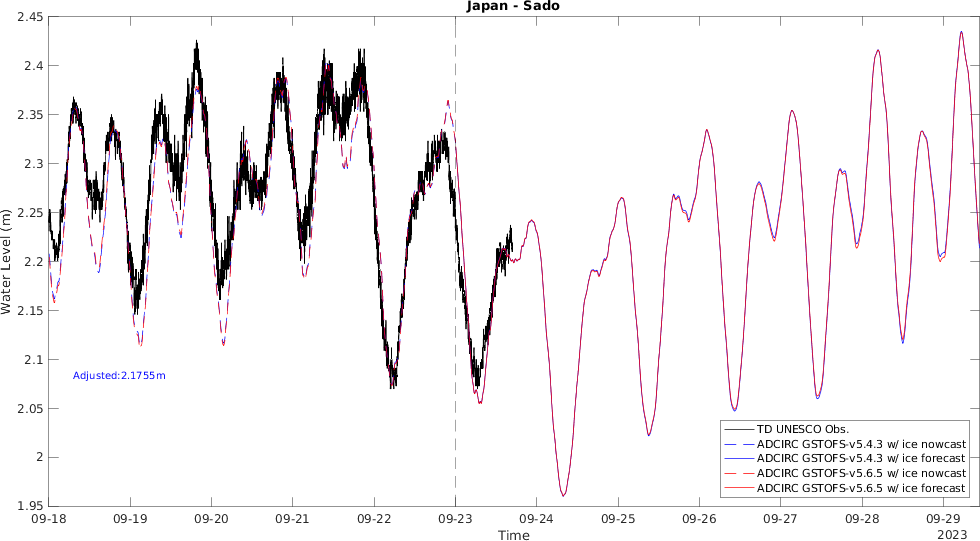 Japan - Sado
2.45
2.4
2.35
2.3
2.25
2.2
2.15
2.1
2.05
2
1.95
Water Level (m)
Adjusted:2.1755m
TD UNESCO Obs.
ADCIRC GSTOFS-v5.4.3 w/ ice nowcast
ADCIRC GSTOFS-v5.4.3 w/ ice forecast
ADCIRC GSTOFS-v5.6.5 w/ ice nowcast
ADCIRC GSTOFS-v5.6.5 w/ ice forecast
09-18 09-19 09-20 09-21 09-22 09-23 09-24 09-25 09-26 09-27 09-28 09-29
Time
2023